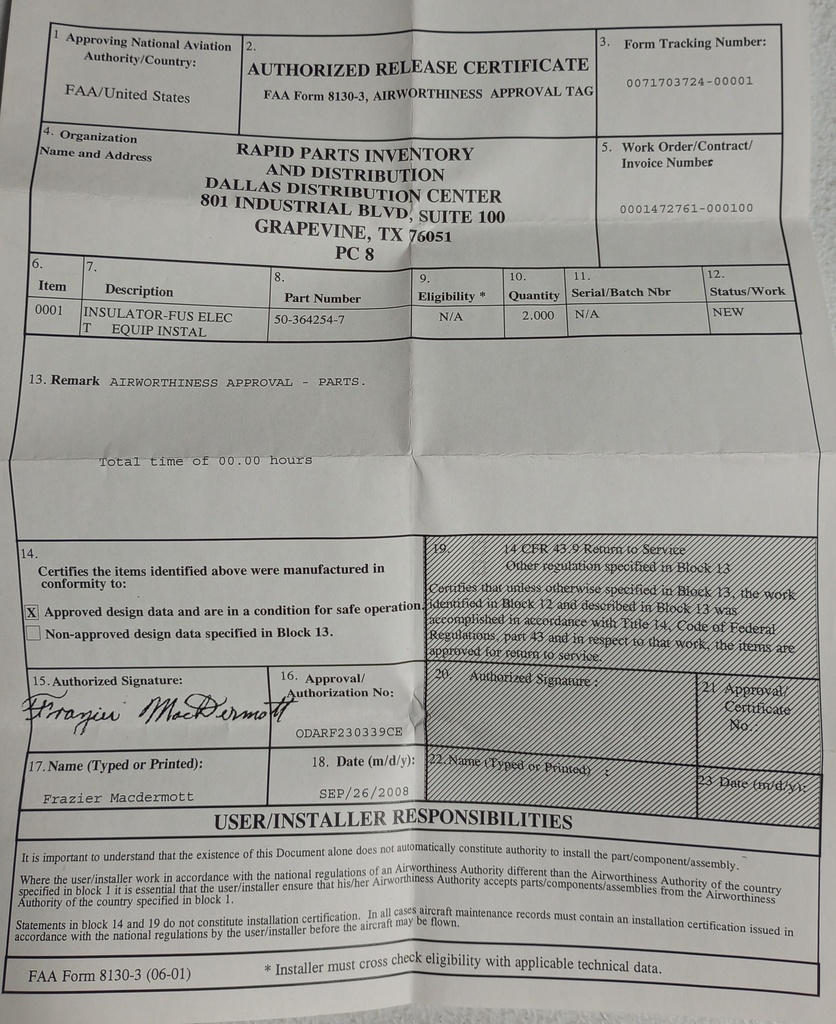 1 Approving National Aviation
Authority/Country:
FAA/United States
2.
AUTHORIZED RELEASE CERTIFICATE
FAA Form 8130-3, AIRWORTHINESS APPROVAL TAG
3. Form Tracking Number:
0071703724-00001
4. Organization
Name and Address
RAPID PARTS INVENTORY
AND DISTRIBUTION
DALLAS DISTRIBUTION CENTER
801 INDUSTRIAL BLVD, SUITE 100
GRAPEVINE, TX 76051
PC 8
5. Work Order/Contract/
Invoice Number
0001472761-000100
6.
Item
7.
Description
8.
Part Number
9.
Eligibility *
10.
Quantity
11.
Serial/Batch Nbr
12.
Status/Work
0001
INSULATOR-FUS ELEC
T EQUIP INSTAL
50-364254-7
N/A
2.000
N/A
NEW
13. Remark AIRWORTHINESS APPROVAL - PARTS.
Total time of 00.00 hours
14.
Certifies the items identified above were manufactured in
conformity to:
X Approved design data and are in a condition for safe operation.
Non-approved design data specified in Block 13.
19. 14 CFR 43.9 Return to Service
Other regulation specified in Block 13
Certifies that unless otherwise specified in Block 13, the work
identified in Block 12 and described in Block 13 was
accomplished in accordance with Title 14, Code of Federal
Regulations, part 43 and in respect to that work, the items are
approved for return to service.
15. Authorized Signature:
Frazier MacDermott
16. Approval/
Authorization No:
ODARF230339CE
20. Authorized Signature :
21 Approval/
Certificate
No.:
17. Name (Typed or Printed):
Frazier Macdermott
18. Date (m/d/y):
SEP/26/2008
22. Name (Typed or Printed) :
23 Date (m/d/y):
USER/INSTALLER RESPONSIBILITIES
It is important to understand that the existence of this Document alone does not automatically constitute authority to install the part/component/assembly.
Where the user/installer work in accordance with the national regulations of an Airworthiness Authority different than the Airworthiness Authority of the country
specified in block 1 it is essential that the user/installer ensure that his/her Airworthiness Authority accepts parts/components/assemblies from the Airworthiness
Authority of the country specified in block 1.
Statements in block 14 and 19 do not constitute installation certification. In all cases aircraft maintenance records must contain an installation certification issued in
accordance with the national regulations by the user/installer before the aircraft may be flown.
FAA Form 8130-3 (06-01)
* Installer must cross check eligibility with applicable technical data.